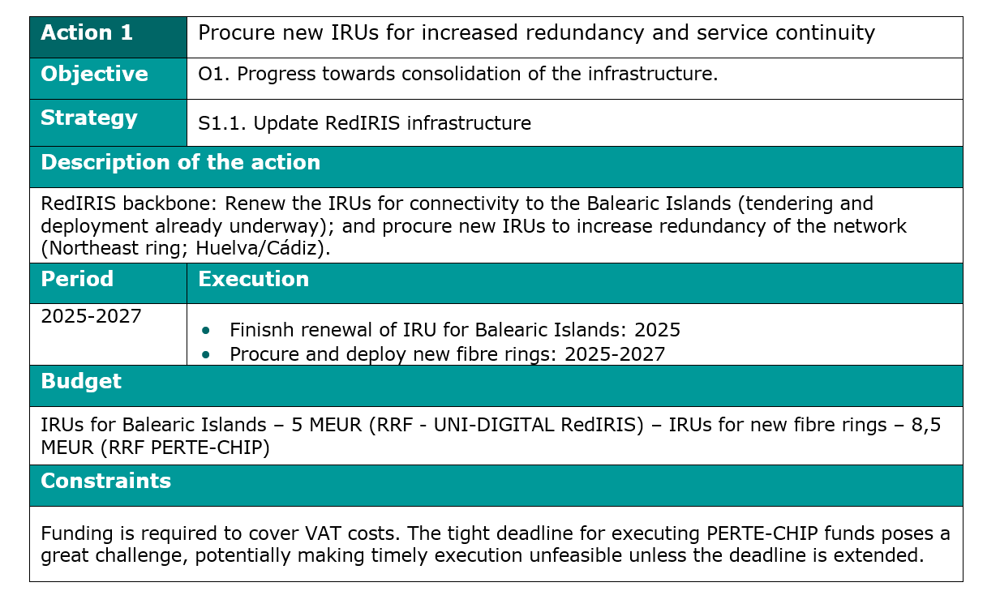 Action 1 Procure new IRUs for increased redundancy and service continuity
Objective O1. Progress towards consolidation of the infrastructure.
Strategy S1.1. Update RedIRIS infrastructure
Description of the action
RedIRIS backbone: Renew the IRUs for connectivity to the Balearic Islands (tendering and
deployment already underway); and procure new IRUs to increase redundancy of the network
(Northeast ring; Huelva/Cádiz).
Period Execution
2025-2027
• Finisnh renewal of IRU for Balearic Islands: 2025
• Procure and deploy new fibre rings: 2025-2027
Budget
IRUs for Balearic Islands – 5 MEUR (RRF - UNI-DIGITAL RedIRIS) – IRUs for new fibre rings – 8,5
MEUR (RRF PERTE-CHIP)
Constraints
Funding is required to cover VAT costs. The tight deadline for executing PERTE-CHIP funds poses a
great challenge, potentially making timely execution unfeasible unless the deadline is extended.